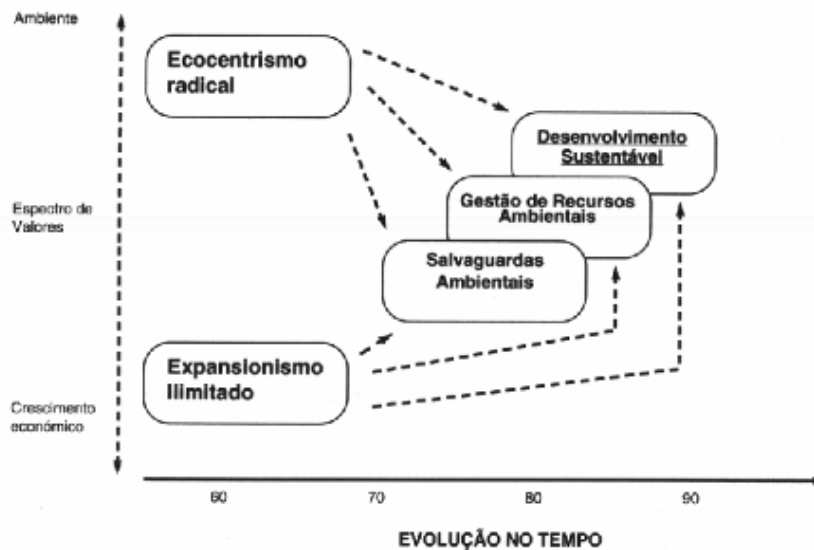 Ambiente
Ecocentrismo
radical
Desenvolvimento
Sustentável
Gestão de Recursos
Ambientais
Espectro de
Valores
Salvaguardas
Ambientais
Expansionismo
Ilimitado
Crescimento
económico
60 70 80 90
EVOLUÇÃO NO TEMPO